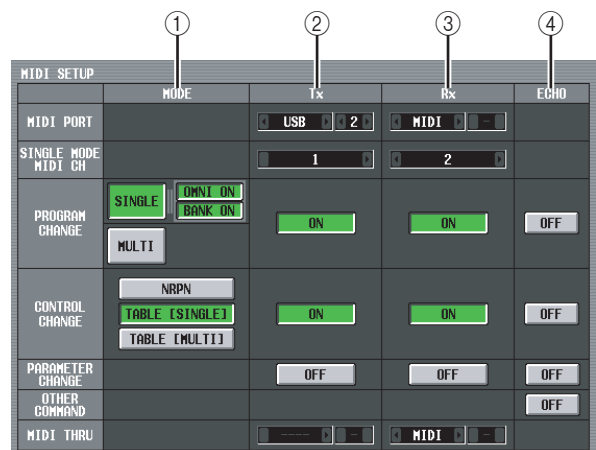 ① ② ③ ④
MIDI SETUP
MODE Tx Rx ECHO
MIDI PORT USB 2 MIDI -
SINGLE MODE
MIDI CH
1 2
PROGRAM
CHANGE
SINGLE OMNI ON
BANK ON
MULTI
ON ON OFF
CONTROL
CHANGE
NRPN
TABLE [SINGLE]
TABLE [MULTI]
ON ON OFF
PARAMETER
CHANGE
OFF OFF OFF
OTHER
COMMAND
OFF
MIDI THRU ---- - MIDI -